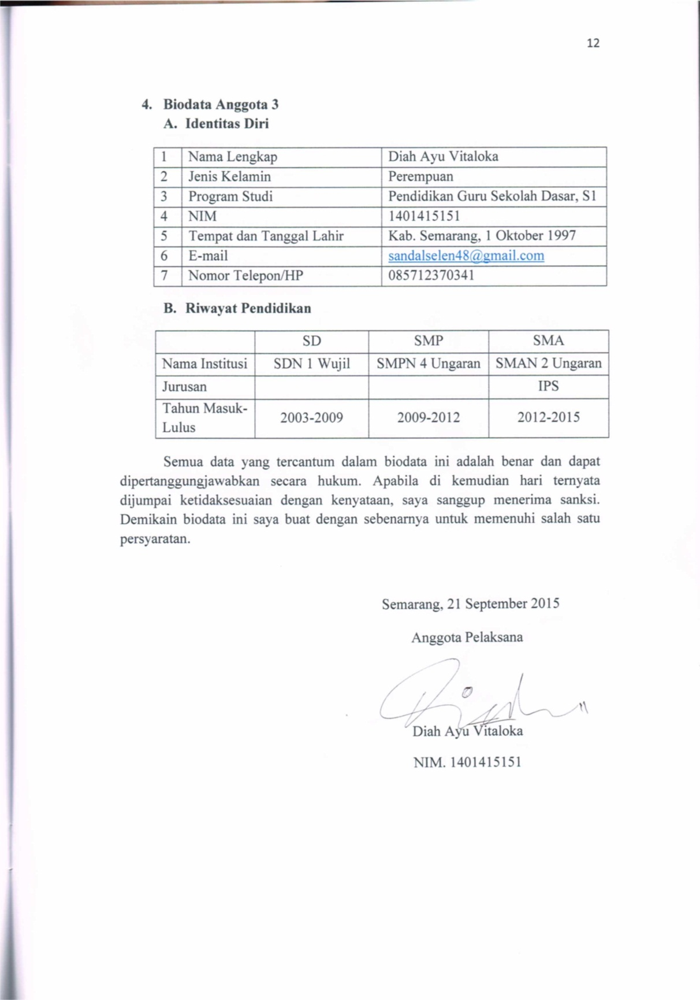 12
4. Biodata Anggota 3
A. Identitas Diri
1 Nama Lengkap Diah Ayu Vitaloka
2 Jenis Kelamin Perempuan
3 Program Studi Pendidikan Guru Sekolah Dasar, S1
4 NIM 1401415151
5 Tempat dan Tanggal Lahir Kab. Semarang, 1 Oktober 1997
6 E-mail sandalselen48@gmail.com
7 Nomor Telepon/HP 085712370341
B. Riwayat Pendidikan
SD SMP SMA
Nama Institusi SDN 1 Wujil SMPN 4 Ungaran SMAN 2 Ungaran
Jurusan IPS
Tahun Masuk-
Lulus 2003-2009 2009-2012 2012-2015
Semua data yang tercantum dalam biodata ini adalah benar dan dapat
dipertanggungjawabkan secara hukum. Apabila di kemudian hari ternyata
dijumpai ketidaksesuaian dengan kenyataan, saya sanggup menerima sanksi.
Demikain biodata ini saya buat dengan sebenarnya untuk memenuhi salah satu
persyaratan.
Semarang, 21 September 2015
Anggota Pelaksana
Diah Ayu Vitaloka
NIM. 1401415151